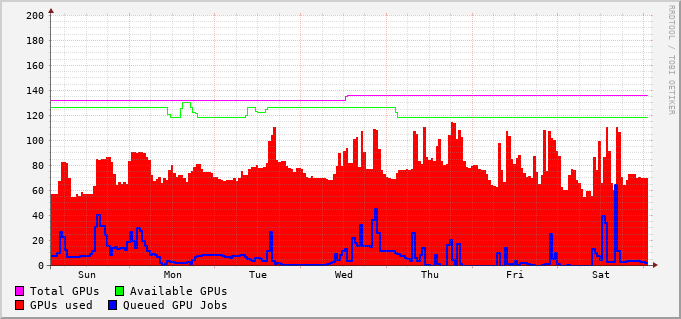 200
180
160
140
120
100
80
60
40
20
0
Sun Mon Tue Wed Thu Fri Sat
Total GPUs Available GPUs
GPUs used Queued GPU Jobs
RRDTOOL / TOBI OETIKER